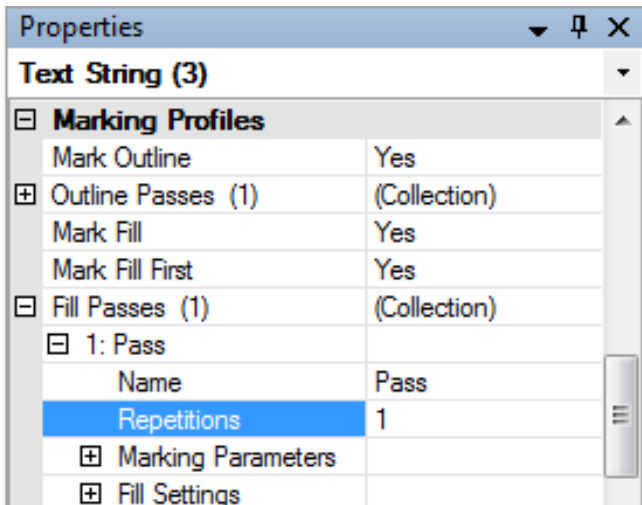 Properties
Text String (3)
Marking Profiles
Mark Outline Yes
Outline Passes (1) (Collection)
Mark Fill Yes
Mark Fill First Yes
Fill Passes (1) (Collection)
1: Pass
Name Pass
Repetitions 1
Marking Parameters
Fill Settings